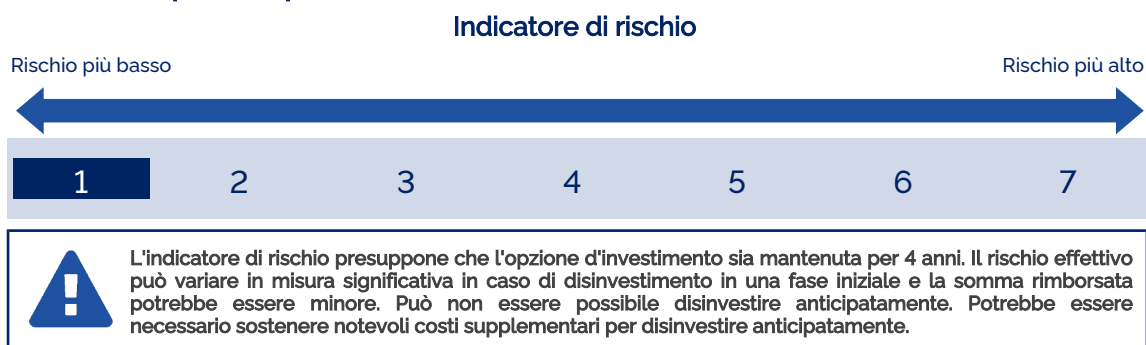 Indicatore di rischio
Rischio più basso
Rischio più alto
1 2 3 4 5 6 7
L'indicatore di rischio presuppone che l'opzione d'investimento sia mantenuta per 4 anni. Il rischio effettivo
può variare in misura significativa in caso di disinvestimento in una fase iniziale e la somma rimborsata
potrebbe essere minore. Può non essere possibile disinvestire anticipatamente. Potrebbe essere
necessario sostenere notevoli costi supplementari per disinvestire anticipatamente.